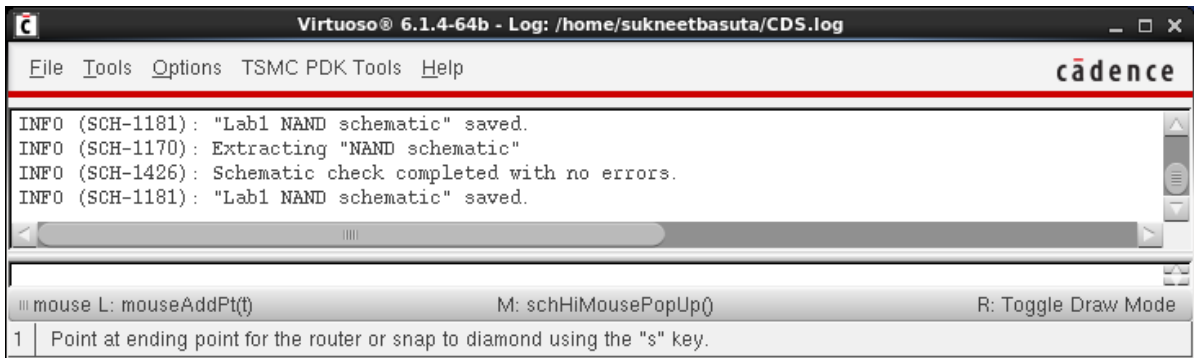 Virtuoso® 6.1.4-64b - Log: /home/sukneetbasuta/CDS.log
File Tools Options TSMC PDK Tools Help cādence
INFO (SCH-1181): "Lab1 NAND schematic" saved.
INFO (SCH-1170): Extracting "NAND schematic"
INFO (SCH-1426): Schematic check completed with no errors.
INFO (SCH-1181): "Lab1 NAND schematic" saved.
mouse L: mouseAddPt(t) M: schHiMousePopUp() R: Toggle Draw Mode
1 Point at ending point for the router or snap to diamond using the "s" key.